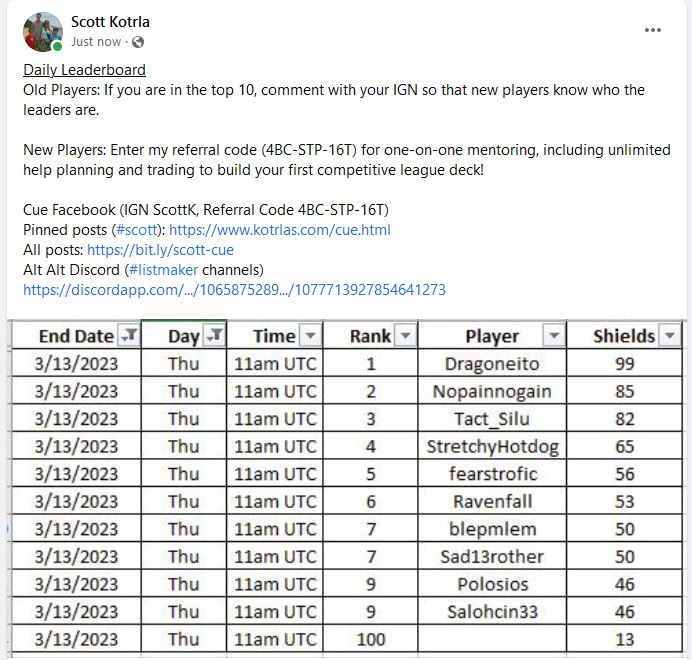 Scott Kotrla
Just now ·
Daily Leaderboard
Old Players: If you are in the top 10, comment with your IGN so that new players know who the
leaders are.
New Players: Enter my referral code (4BC-STP-16T) for one-on-one mentoring, including unlimited
help planning and trading to build your first competitive league deck!
Cue Facebook (IGN ScottK, Referral Code 4BC-STP-16T)
Pinned posts (#scott): https://www.kotrlas.com/cue.html
All posts: https://bit.ly/scott-cue
Alt Alt Discord (#listmaker channels)
https://discordapp.com/.../1065875289.../1077713927854641273
End Date Day Time Rank Player Shields
3/13/2023 Thu 11am UTC 1 Dragoneito 99
3/13/2023 Thu 11am UTC 2 Nopainnogain 85
3/13/2023 Thu 11am UTC 3 Tact_Silu 82
3/13/2023 Thu 11am UTC 4 StretchyHotdog 65
3/13/2023 Thu 11am UTC 5 fearstrofic 56
3/13/2023 Thu 11am UTC 6 Ravenfall 53
3/13/2023 Thu 11am UTC 7 blepmlem 50
3/13/2023 Thu 11am UTC 7 Sad13rother 50
3/13/2023 Thu 11am UTC 9 Polosios 46
3/13/2023 Thu 11am UTC 9 Salohcin33 46
3/13/2023 Thu 11am UTC 100 13